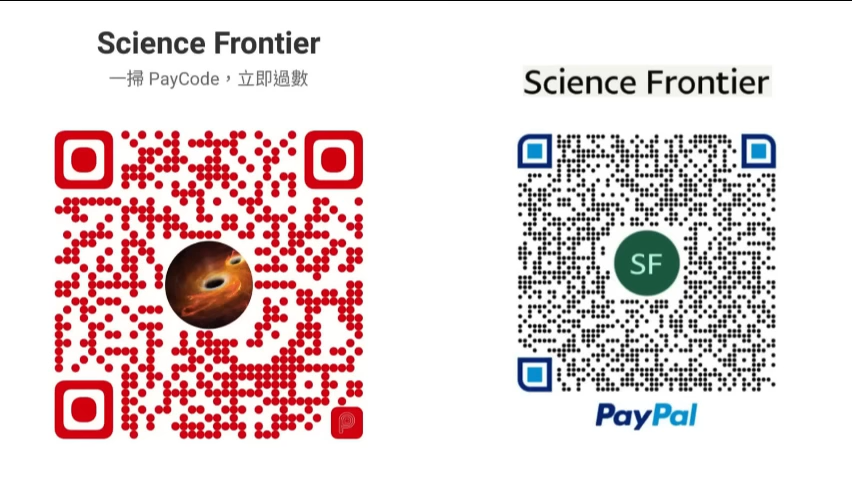 Science Frontier
一掃 PayCode，立即過數
Science Frontier
SF
PayPal